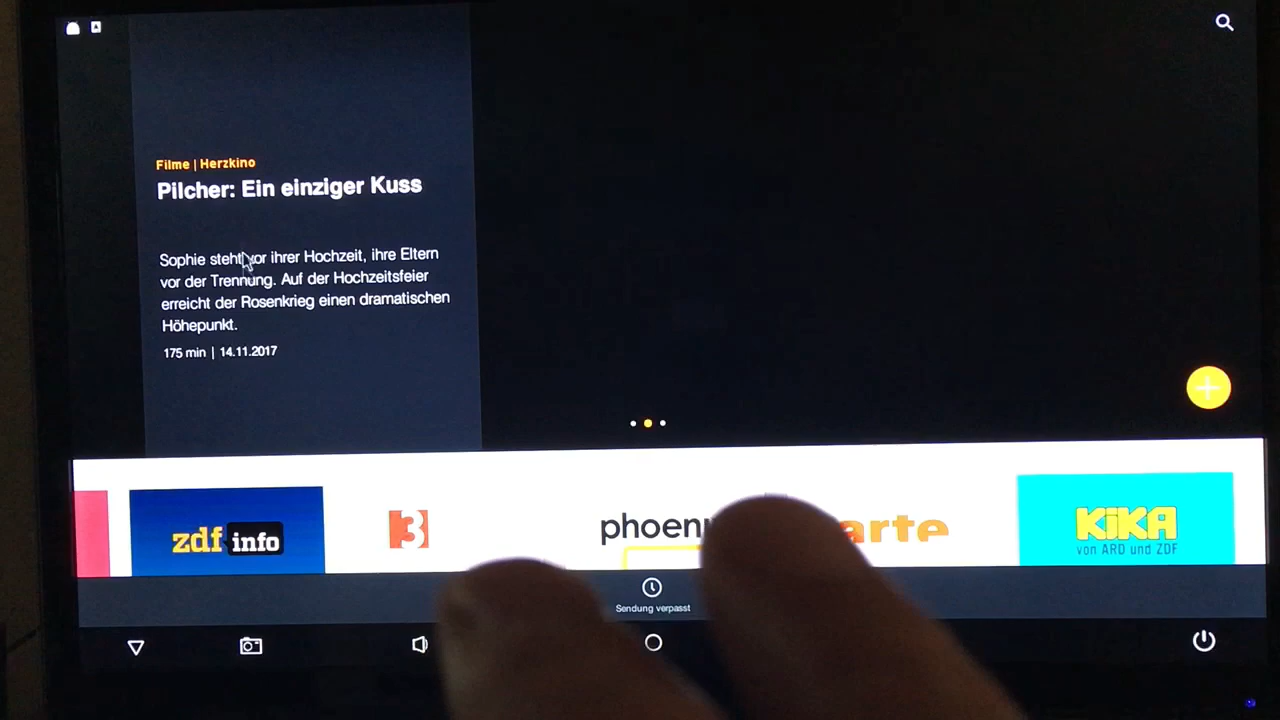 Filme | Herzkino
Pilcher: Ein einziger Kuss
Sophie steht vor ihrer Hochzeit, ihre Eltern
vor der Trennung. Auf der Hochzeitsfeier
erreicht der Rosenkrieg einen dramatischen
Höhepunkt.
175 min | 14.11.2017
zdf info
3
phoen
arte
KiKA
von ARD und ZDF
Sendung verpasst